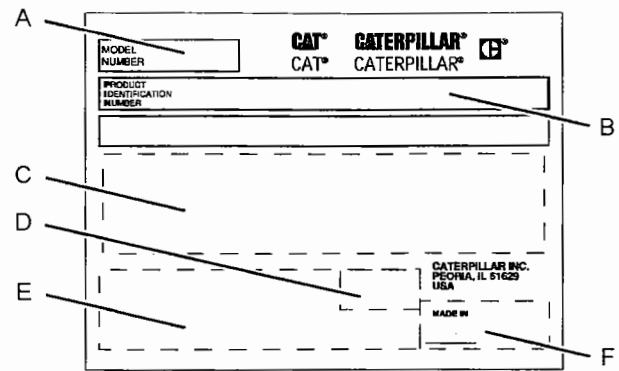 A
MODEL
NUMBER
CAT® CATERPILLAR®
CAT® CATERPILLAR®
PRODUCT
IDENTIFICATION
NUMBER
B
C
D
CATERPILLAR INC.
PEORIA, IL 61629
USA
E
MADE IN
F